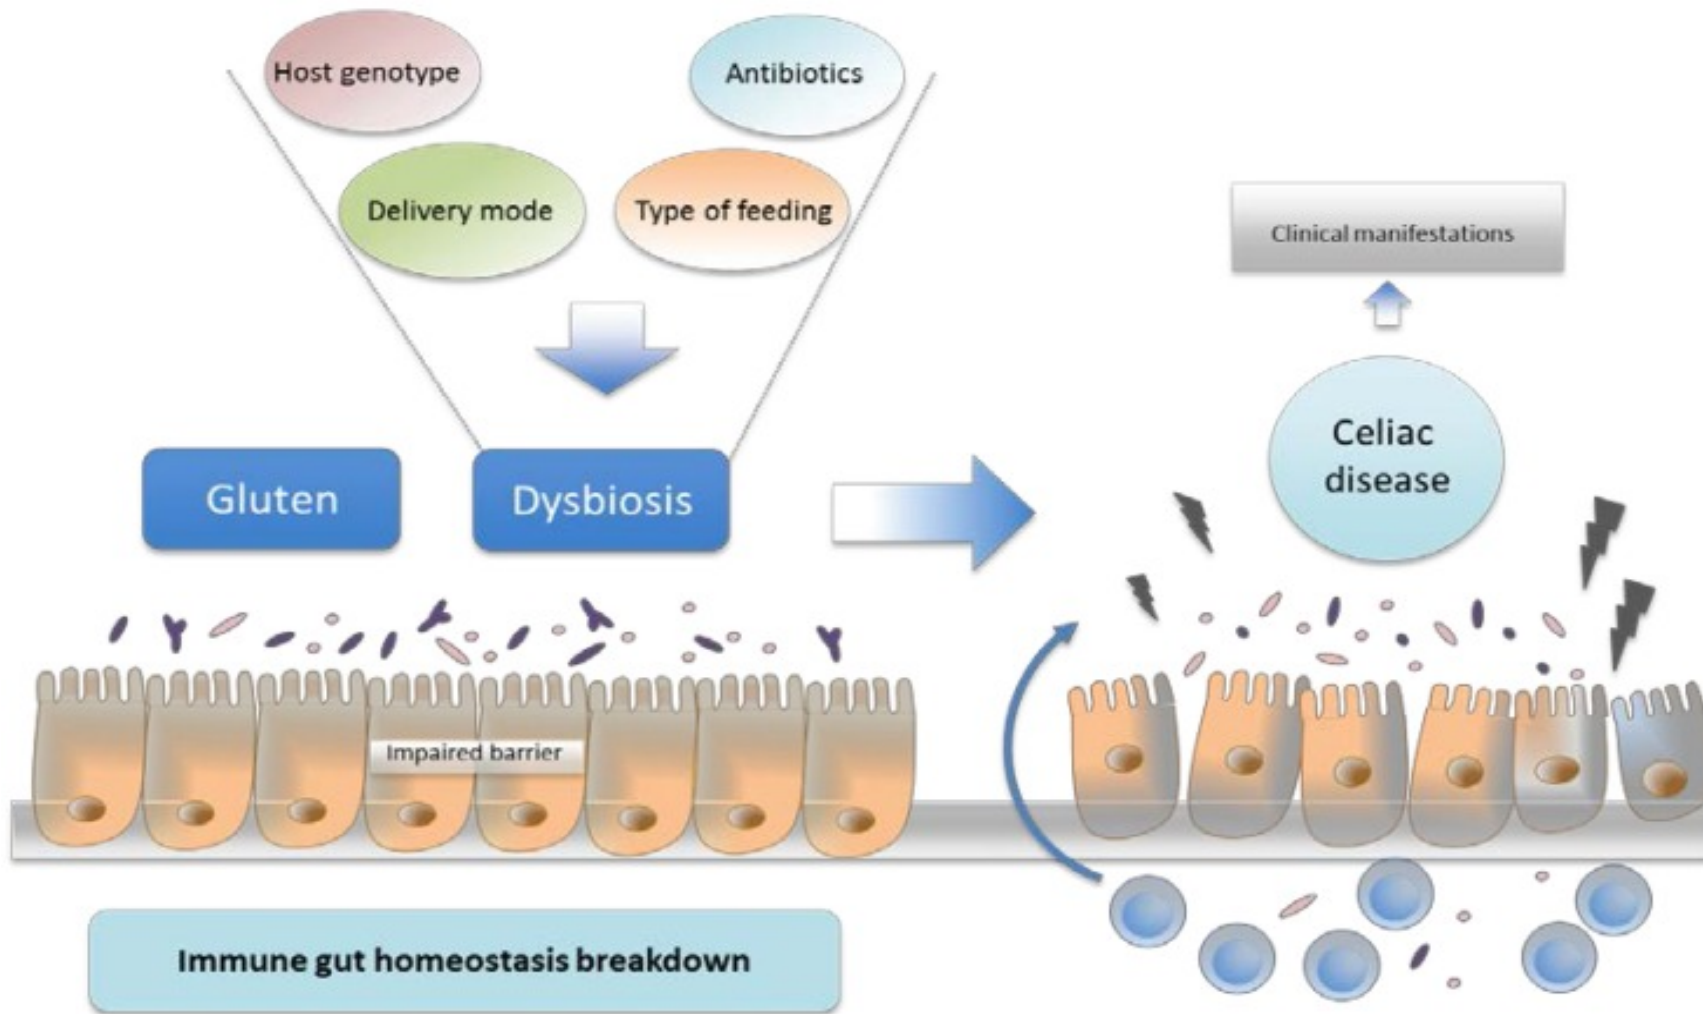 Host genotype
Antibiotics
Delivery mode
Type of feeding
Clinical manifestations
Celiac
disease
Gluten
Dysbiosis
Impaired barrier
Immune gut homeostasis breakdown